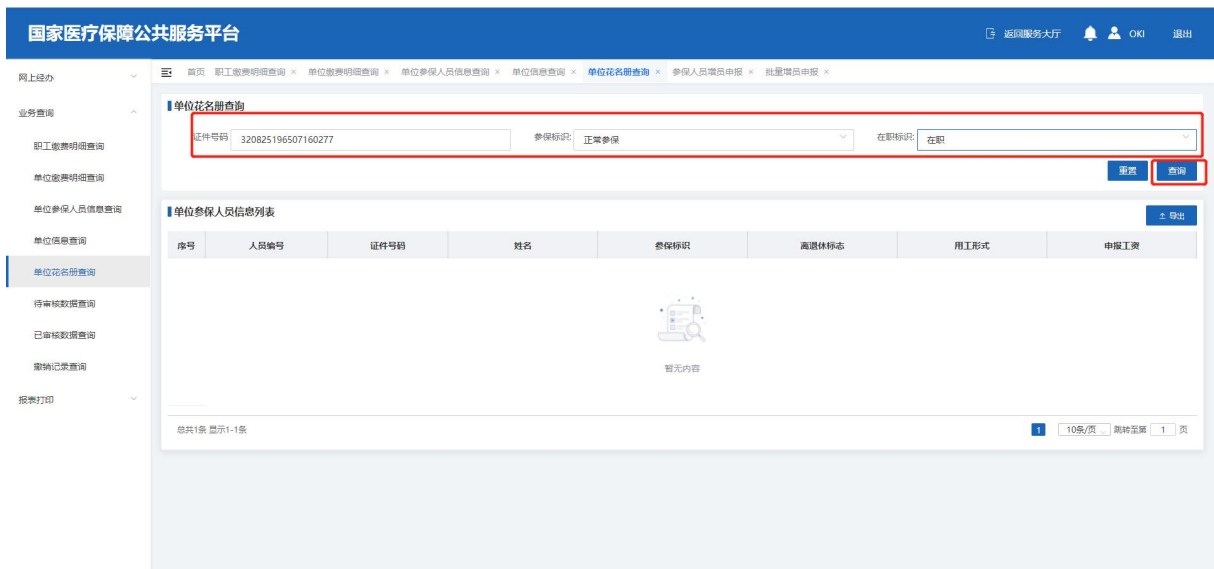 国家医疗保障公共服务平台
返回服务大厅 OKI 退出
网上经办
首页 职工缴费明细查询 × 单位缴费明细查询 × 单位参保人员信息查询 × 单位信息查询 × 单位花名册查询 × 参保人员增员申报 × 批量增员申报 ×
业务查询
职工缴费明细查询
单位缴费明细查询
单位参保人员信息查询
单位信息查询
单位花名册查询
待审核数据查询
已审核数据查询
撤销记录查询
报表打印
单位花名册查询
证件号码 320825196507160277 参保标识: 正常参保 在职标识: 在职
重置 查询
单位参保人员信息列表 导出
序号 人员编号 证件号码 姓名 参保标识 离退休标志 用工形式 申报工资
暂无内容
总共1条 显示1-1条 1 10条/页 跳转至第 1 页